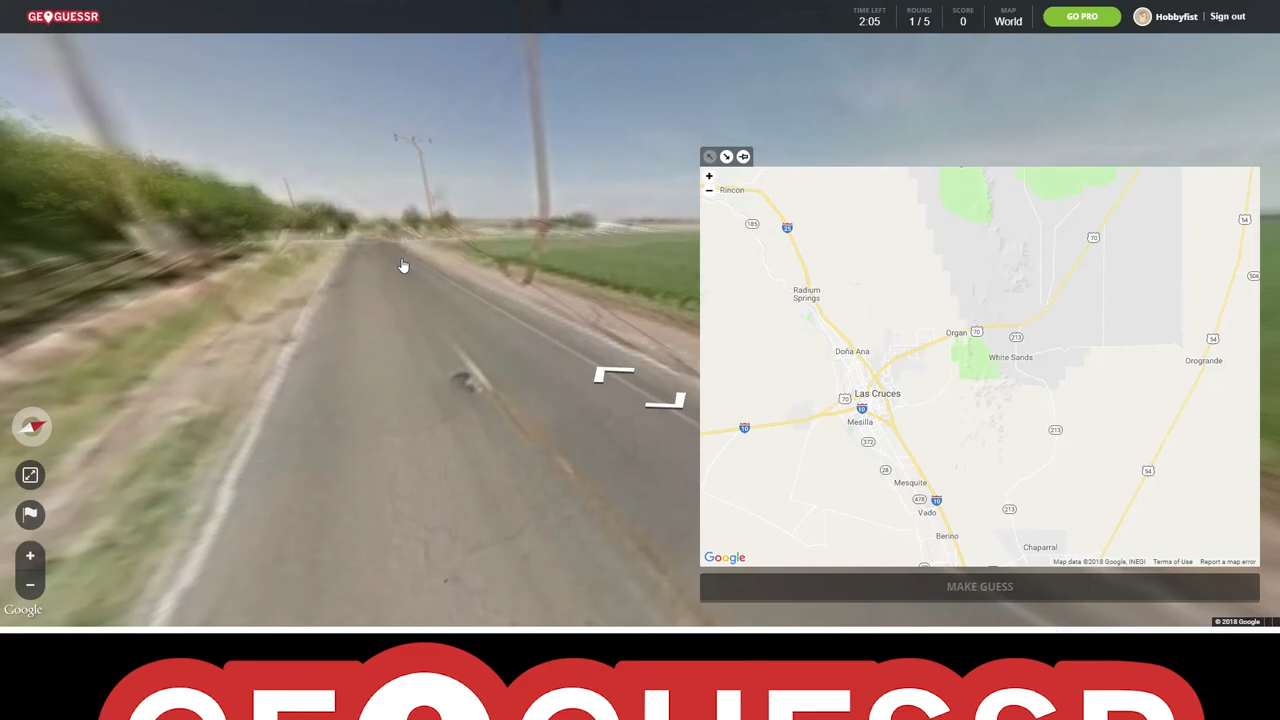 GEOGUESSR
TIME LEFT
2:05
ROUND
1 / 5
SCORE
0
MAP
World
GO PRO
Hobbyfist
Sign out
+
−
Rincon
185
25
70
54
506
Radium
Springs
Organ
70
213
White Sands
54
Orogrande
Doña Ana
Las Cruces
70
10
Mesilla
10
372
213
28
Mesquite
54
478
10
Vado
213
Berino
Chaparral
Google
Map data ©2018 Google, INEGI
Terms of Use
Report a map error
MAKE GUESS
+
−
Google
© 2018 Google
GEOGUESSR